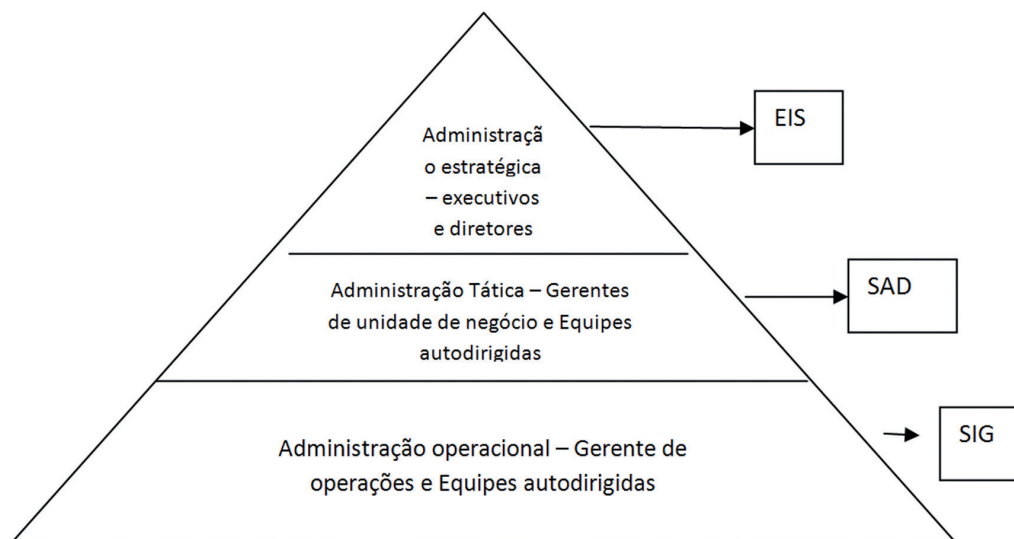 Administraçã
o estratégica
– executivos
e diretores
EIS
Administração Tática – Gerentes
de unidade de negócio e Equipes
autodirigidas
SAD
Administração operacional – Gerente de
operações e Equipes autodirigidas
SIG